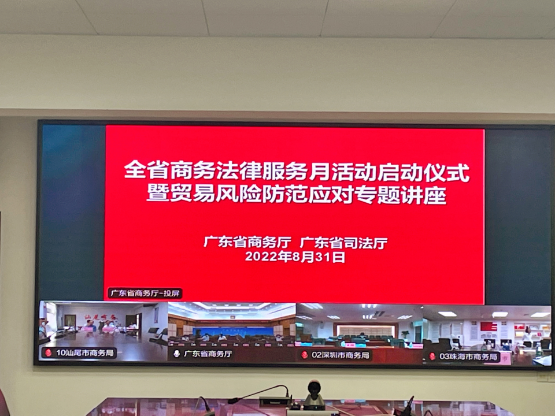 全省商务法律服务月活动启动仪式
暨贸易风险防范应对专题讲座
广东省商务厅 广东省司法厅
2022年8月31日
广东省商务厅-投屏
10汕尾市商务局
广东省商务厅
02深圳市商务局
03珠海市商务局